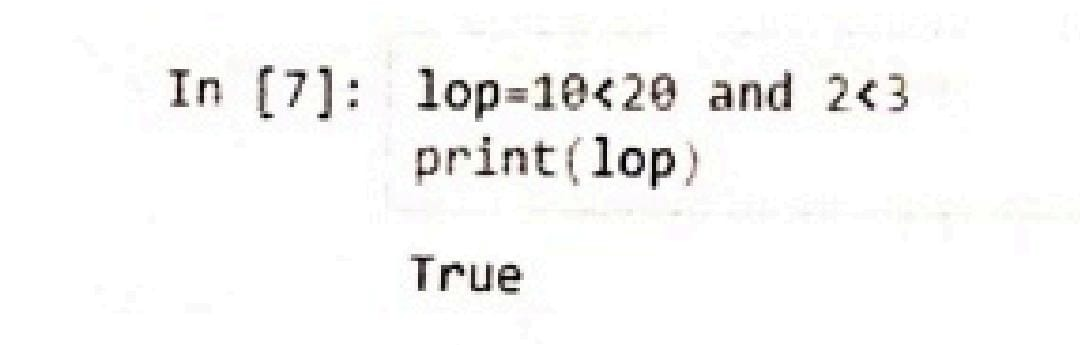 In [7]: lop=10<20 and 2<3
print(lop)
True